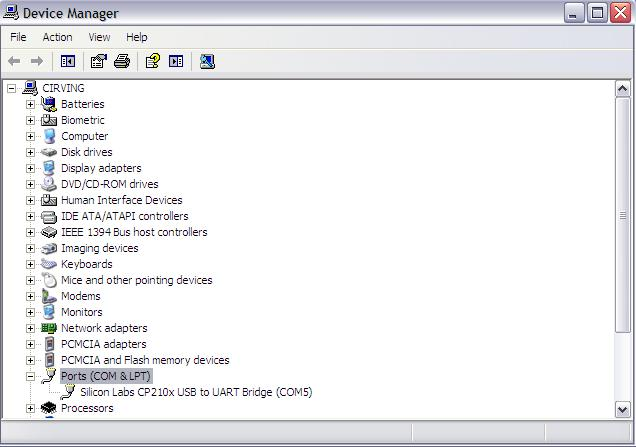 Device Manager
File Action View Help
CIRVING
Batteries
Biometric
Computer
Disk drives
Display adapters
DVD/CD-ROM drives
Human Interface Devices
IDE ATA/ATAPI controllers
IEEE 1394 Bus host controllers
Imaging devices
Keyboards
Mice and other pointing devices
Modems
Monitors
Network adapters
PCMCIA adapters
PCMCIA and Flash memory devices
Ports (COM & LPT)
Silicon Labs CP210x USB to UART Bridge (COM5)
Processors